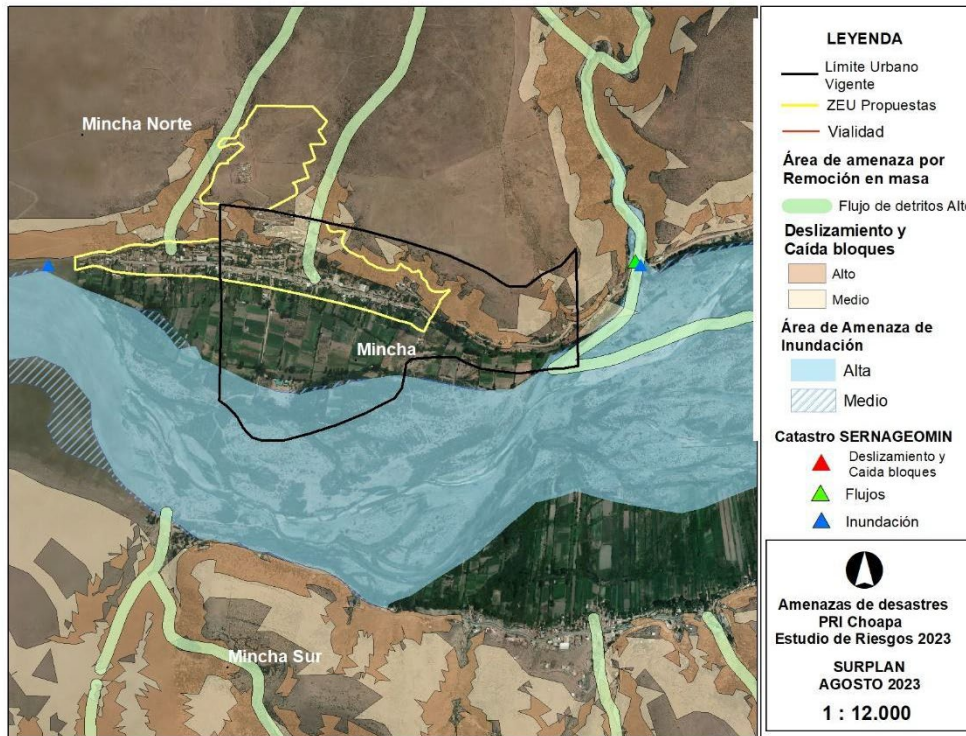 Mincha Norte
Mincha
Mincha Sur
LEYENDA
Límite Urbano
Vigente
ZEU Propuestas
Vialidad
Área de amenaza por
Remoción en masa
Flujo de detritos Alto
Deslizamiento y
Caída bloques
Alto
Medio
Área de Amenaza de
Inundación
Alta
Medio
Catastro SERNAGEOMIN
Deslizamiento y
Caida bloques
Flujos
Inundación
Amenazas de desastres
PRI Choapa
Estudio de Riesgos 2023
SURPLAN
AGOSTO 2023
1 : 12.000